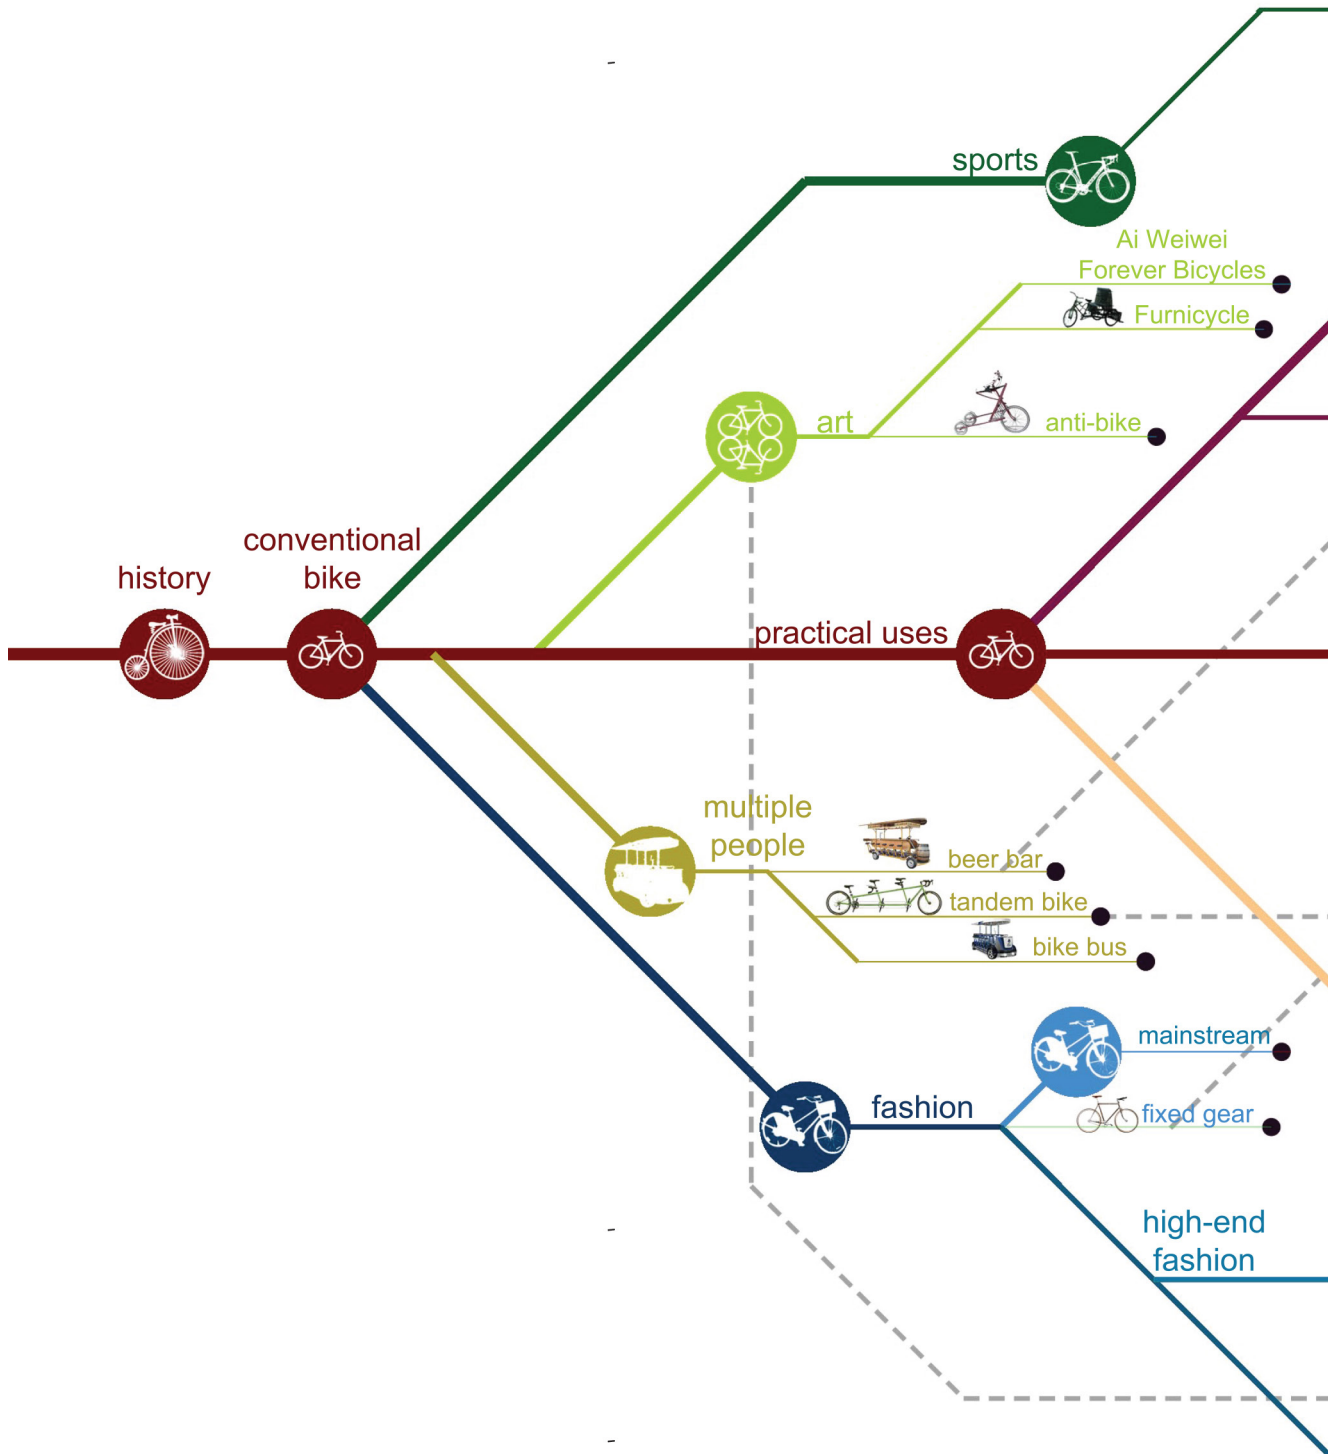 sports
Ai Weiwei
Forever Bicycles
Furnicycle
art
anti-bike
conventional
bike
history
practical uses
multiple
people
beer bar
tandem bike
bike bus
mainstream
fashion
fixed gear
high-end
fashion